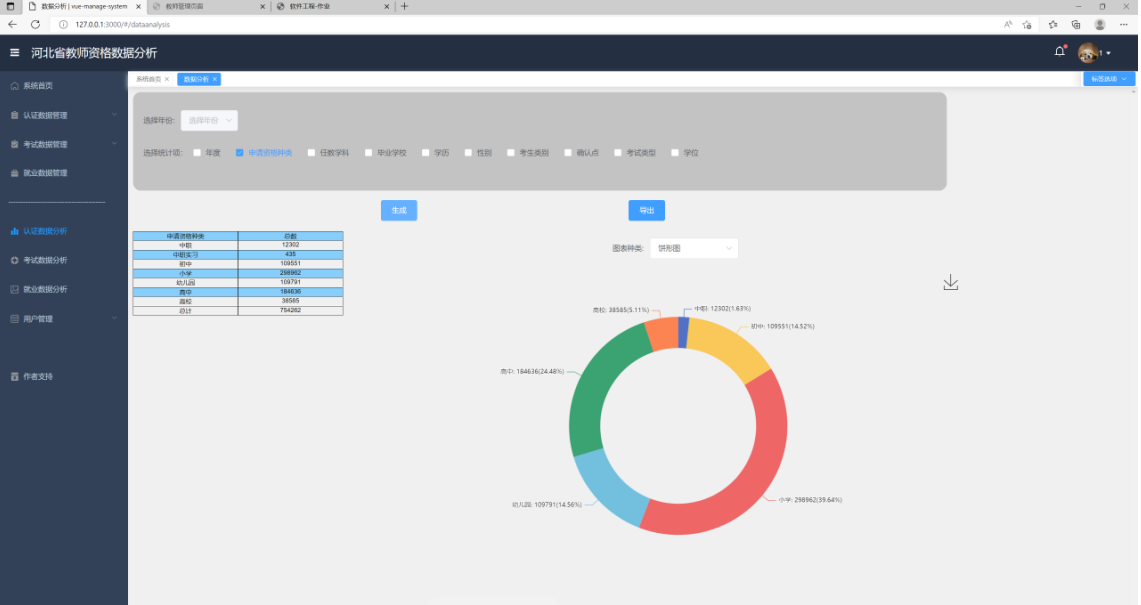 数据分析 | vue-manage-system
教师管理页面
软件工程-作业
127.0.0.1:3000/#/dataanalysis
河北省教师资格数据分析
1
系统首页
认证数据管理
考试数据管理
就业数据管理
认证数据分析
考试数据分析
就业数据分析
用户管理
作者支持
系统首页
数据分析
标签选项
选择年份: 选择年份
选择统计项: 年度 申请资格种类 任教学科 毕业学校 学历 性别 考生类别 确认点 考试类型 学位
生成
导出
申请资格种类 总数
中职 12302
中职实习 435
初中 109551
小学 298962
幼儿园 109791
高中 184636
高校 38585
总计 754262
图表种类: 饼形图
高校: 38585(5.11%)
中职: 12302(1.63%)
初中: 109551(14.52%)
高中: 184636(24.48%)
小学: 298962(39.64%)
幼儿园: 109791(14.56%)